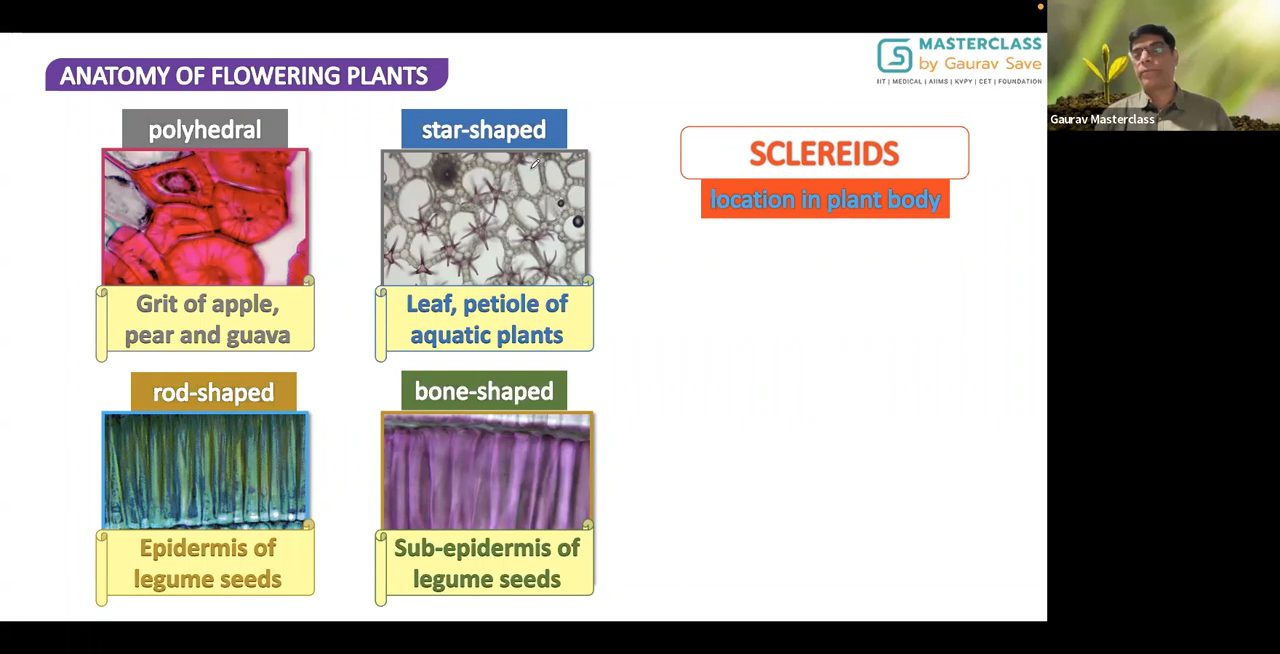 ANATOMY OF FLOWERING PLANTS
MASTERCLASS
by Gaurav Save
IIT | MEDICAL | AIIMS | KVPY | CET | FOUNDATION
Gaurav Masterclass
polyhedral
Grit of apple,
pear and guava
star-shaped
Leaf, petiole of
aquatic plants
SCLEREIDS
location in plant body
rod-shaped
Epidermis of
legume seeds
bone-shaped
Sub-epidermis of
legume seeds